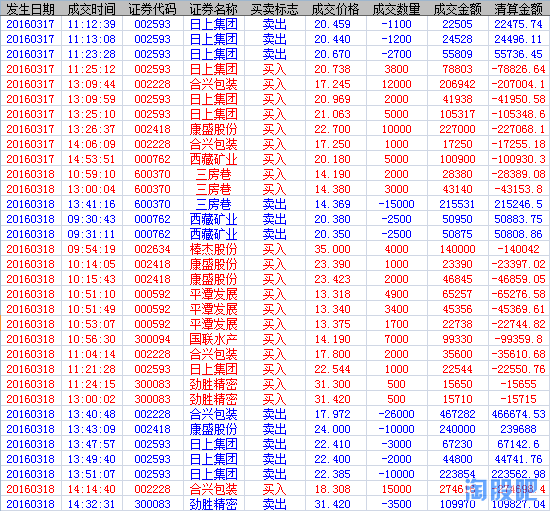 发生日期 成交时间 证券代码 证券名称 买卖标志 成交价格 成交数量 成交金额 清算金额
20160317 11:12:39 002593 日上集团 卖出 20.459 -1100 22505 22475.74
20160317 11:13:08 002593 日上集团 卖出 20.440 -1200 24528 24496.11
20160317 11:23:28 002593 日上集团 卖出 20.670 -2700 55809 55736.45
20160317 11:25:12 002593 日上集团 买入 20.738 3800 78803 -78826.64
20160317 13:09:44 002228 合兴包装 买入 17.245 12000 206942 -207004.1
20160317 13:09:59 002593 日上集团 买入 20.969 2000 41938 -41950.58
20160317 13:25:10 002593 日上集团 买入 21.063 5000 105317 -105348.6
20160317 13:26:37 002418 康盛股份 买入 22.700 10000 227000 -227068.1
20160317 14:06:09 002228 合兴包装 买入 17.250 1000 17250 -17255.18
20160317 14:53:51 000762 西藏矿业 买入 20.180 5000 100900 -100930.3
20160318 10:59:10 600370 三房巷 买入 14.190 2000 28380 -28389.08
20160318 13:00:04 600370 三房巷 买入 14.380 3000 43140 -43153.8
20160318 13:41:16 600370 三房巷 卖出 14.369 -15000 215531 215246.5
20160318 09:30:43 000762 西藏矿业 卖出 20.380 -2500 50950 50883.75
20160318 09:31:11 000762 西藏矿业 卖出 20.350 -2500 50875 50808.86
20160318 09:54:19 002634 棒杰股份 买入 35.000 4000 140000 -140042
20160318 10:14:05 002418 康盛股份 买入 23.390 1000 23390 -23397.02
20160318 10:15:43 002418 康盛股份 买入 23.423 2000 46845 -46859.05
20160318 10:51:10 000592 平潭发展 买入 13.318 4900 65257 -65276.58
20160318 10:51:49 000592 平潭发展 买入 13.340 3400 45356 -45369.61
20160318 10:53:07 000592 平潭发展 买入 13.375 1700 22738 -22744.82
20160318 10:56:30 300094 国联水产 买入 14.190 7000 99330 -99359.8
20160318 11:04:14 002228 合兴包装 买入 17.800 2000 35600 -35610.68
20160318 11:21:28 002593 日上集团 买入 22.544 1000 22544 -22550.76
20160318 11:24:15 300083 劲胜精密 买入 31.300 500 15650 -15655
20160318 13:00:02 300083 劲胜精密 买入 31.420 500 15710 -15715
20160318 13:40:48 002228 合兴包装 卖出 17.972 -26000 467282 466674.53
20160318 13:43:09 002418 康盛股份 卖出 24.000 -10000 240000 239688
20160318 13:47:57 002593 日上集团 卖出 22.410 -3000 67230 67142.6
20160318 13:49:40 002593 日上集团 卖出 22.400 -2000 44800 44741.76
20160318 13:51:07 002593 日上集团 卖出 22.385 -10000 223854 223562.98
20160318 14:14:40 002228 合兴包装 买入 18.308 15000
20160318 14:32:31 300083 劲胜精密 卖出 31.420 -3500 109970 109827.04
淘股吧